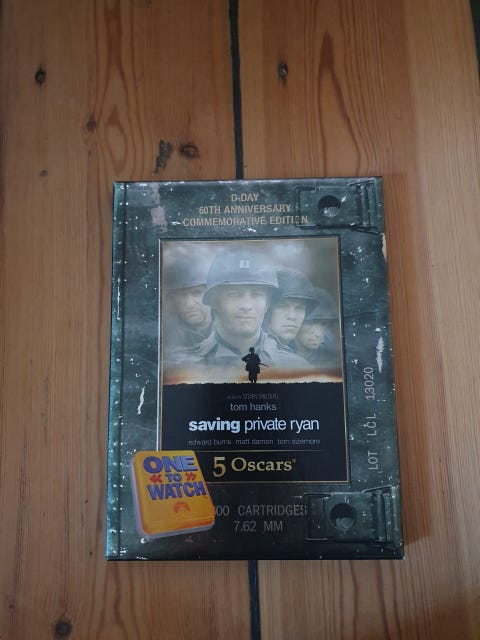 D-DAY
60TH ANNIVERSARY
COMMEMORATIVE EDITION
tom hanks
saving private ryan
edward burns matt damon tom sizemore
5 Oscars
LOT LCL 13020
ONE
TO
WATCH
CARTRIDGES
7.62 MM